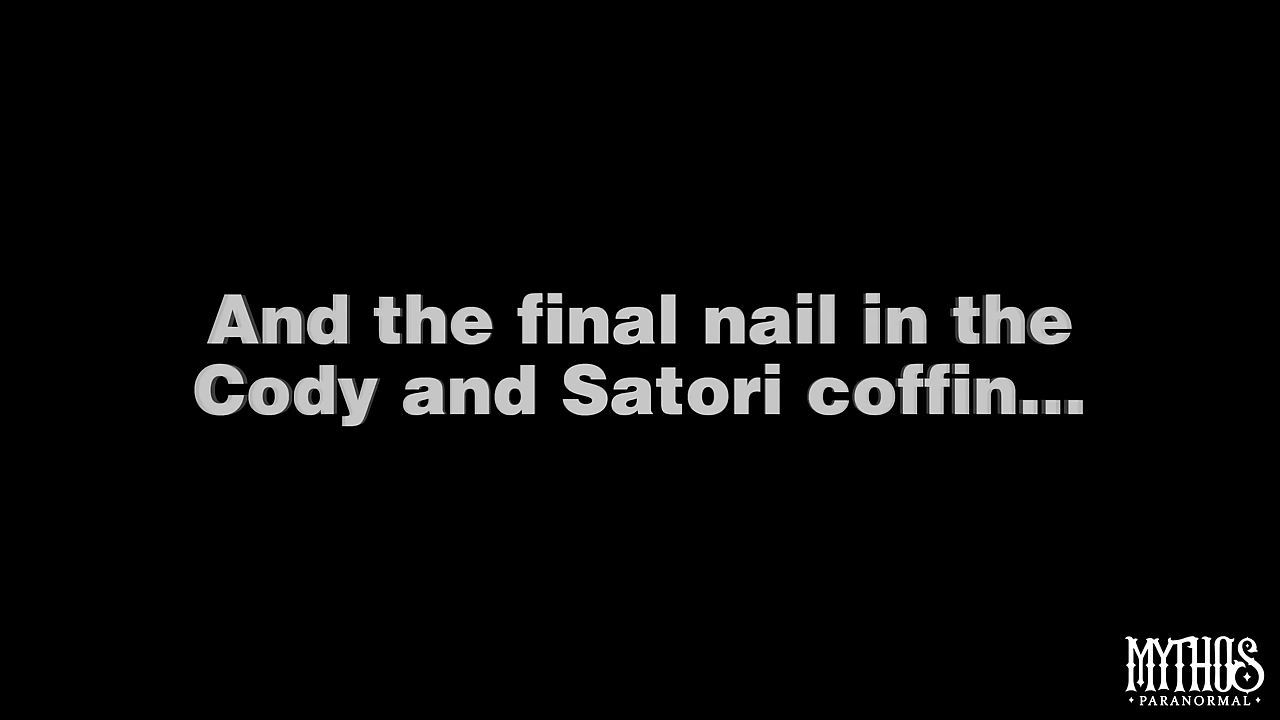 And the final nail in the
Cody and Satori coffin...
MYTHOS
PARANORMAL